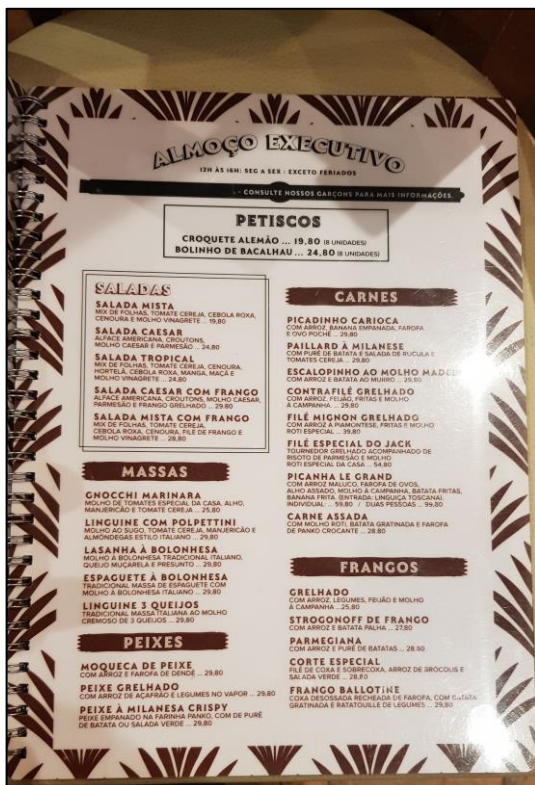 ALMOÇO EXECUTIVO
12H ÀS 16H: SEG A SEX : EXCETO FERIADOS
- CONSULTE NOSSOS GARÇONS PARA MAIS INFORMAÇÕES.
PETISCOS
CROQUETE ALEMÃO ... 19,80 (8 UNIDADES)
BOLINHO DE BACALHAU ... 24,80 (8 UNIDADES)
SALADAS
SALADA MISTA
MIX DE FOLHAS, TOMATE CEREJA, CEBOLA ROXA,
CENOURA E MOLHO VINAGRETE ... 19,80
SALADA CAESAR
ALFACE AMERICANA, CROUTONS,
MOLHO CAESAR E PARMESÃO ... 24,80
SALADA TROPICAL
MIX DE FOLHAS, TOMATE CEREJA, CENOURA,
HORTELÃ, CEBOLA ROXA, MANGA, MAÇÃ E
MOLHO VINAGRETE ... 24,80
SALADA CAESAR COM FRANGO
ALFACE AMERICANA, CROUTONS, MOLHO CAESAR,
PARMESÃO E FRANGO GRELHADO ... 29,80
SALADA MISTA COM FRANGO
MIX DE FOLHAS, TOMATE CEREJA,
CEBOLA ROXA, CENOURA, FILÉ DE FRANGO E
MOLHO VINAGRETE ... 28,80
MASSAS
GNOCCHI MARINARA
MOLHO DE TOMATES ESPECIAL DA CASA, ALHO,
MANJERICÃO E TOMATE CEREJA ... 25,80
LINGUINE COM POLPETTINI
MOLHO AO SUGO, TOMATE CEREJA, MANJERICÃO E
ALMÔNDEGAS ESTILO ITALIANO ... 29,80
LASANHA À BOLONHESA
MOLHO À BOLONHESA TRADICIONAL ITALIANO,
QUEIJO MUÇARELA E PRESUNTO ... 29,80
ESPAGUETE À BOLONHESA
TRADICIONAL MASSA DE ESPAGUETE COM
MOLHO À BOLONHESA ITALIANO ... 29,80
LINGUINE 3 QUEIJOS
TRADICIONAL MASSA ITALIANA AO MOLHO
CREMOSO DE 3 QUEIJOS ... 29,80
PEIXES
MOQUECA DE PEIXE
COM ARROZ E FAROFA DE DENDÊ ... 29,80
PEIXE GRELHADO
COM ARROZ DE AÇAFRÃO E LEGUMES NO VAPOR ... 29,80
PEIXE À MILANESA CRISPY
PEIXE EMPANADO NA FARINHA PANKO, COM DE PURÊ
DE BATATA OU SALADA VERDE ... 29,80
CARNES
PICADINHO CARIOCA
COM ARROZ, BANANA EMPANADA, FAROFA
E OVO POCHÊ ... 29,80
PAILLARD À MILANESE
COM PURÊ DE BATATA E SALADA DE RÚCULA E
TOMATES CEREJA ... 29,80
ESCALOPINHO AO MOLHO
COM ARROZ E BATATA AO MURRO ... 29,80
CONTRAFILÉ GRELHADO
COM ARROZ, FEIJÃO, FRITAS E MOLHO
À CAMPANHA ... 29,80
FILÉ MIGNON GRELHADO
COM ARROZ À PIAMONTESE, FRITAS E MOLHO
ROTI ESPECIAL ... 39,80
FILÉ ESPECIAL DO JACK
TOURNEDOR GRELHADO ACOMPANHADO DE
RISOTO DE PARMESÃO E MOLHO
ROTI ESPECIAL DA CASA ... 54,80
PICANHA LE GRAND
COM ARROZ MALUCO, FAROFA DE OVOS,
ALHO ASSADO, MOLHO À CAMPANHA, BATATA FRITAS,
BANANA FRITA. (ENTRADA: LINGUIÇA TOSCANA).
INDIVIDUAL: ... 59,80 / DUAS PESSOAS ... 99,80
CARNE ASSADA
COM MOLHO ROTI, BATATA GRATINADA E FAROFA
DE PANKO CROCANTE ... 28,80
FRANGOS
GRELHADO
COM ARROZ, LEGUMES, FEIJÃO E MOLHO
À CAMPANHA ...25,80
STROGONOFF DE FRANGO
COM ARROZ E BATATA PALHA ... 27,80
PARMEGIANA
COM ARROZ E PURÊ DE BATATAS ... 28,80
CORTE ESPECIAL
FILÉ DE COXA E SOBRECOXA, ARROZ DE BRÓCOLIS E
SALADA VERDE ... 28,80
FRANGO BALLOTINE
COXA DESOSSADA RECHEADA DE FAROFA, COM BATATA
GRATINADA E RATATOUILLE DE LEGUMES ... 29,80